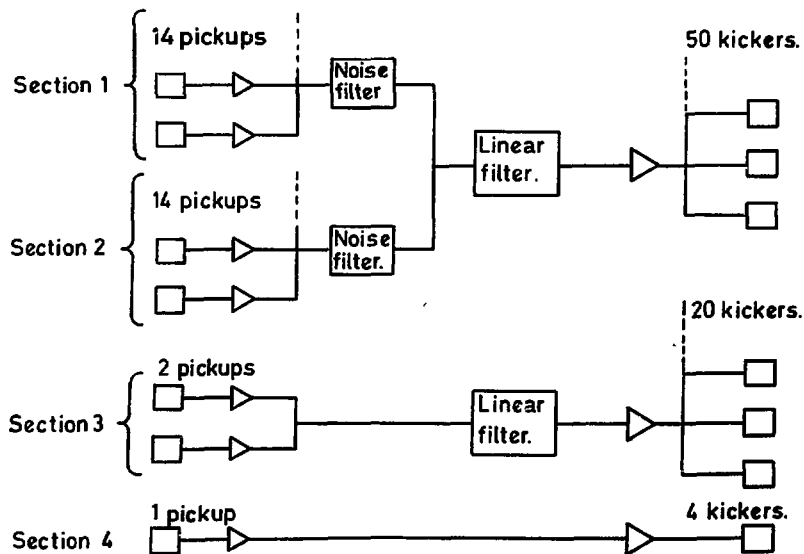 14 pickups
50 kickers.
Section 1
Noise
filter
Linear
filter.
14 pickups
Section 2
Noise
filter.
20 kickers.
2 pickups
Section 3
Linear
filter.
1 pickup
4 kickers.
Section 4